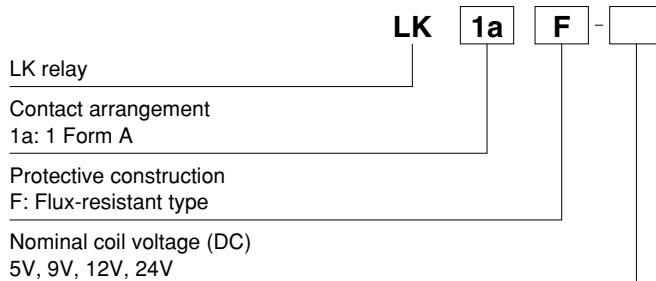 LK 1a F -
LK relay
Contact arrangement
1a: 1 Form A
Protective construction
F: Flux-resistant type
Nominal coil voltage (DC)
5V, 9V, 12V, 24V